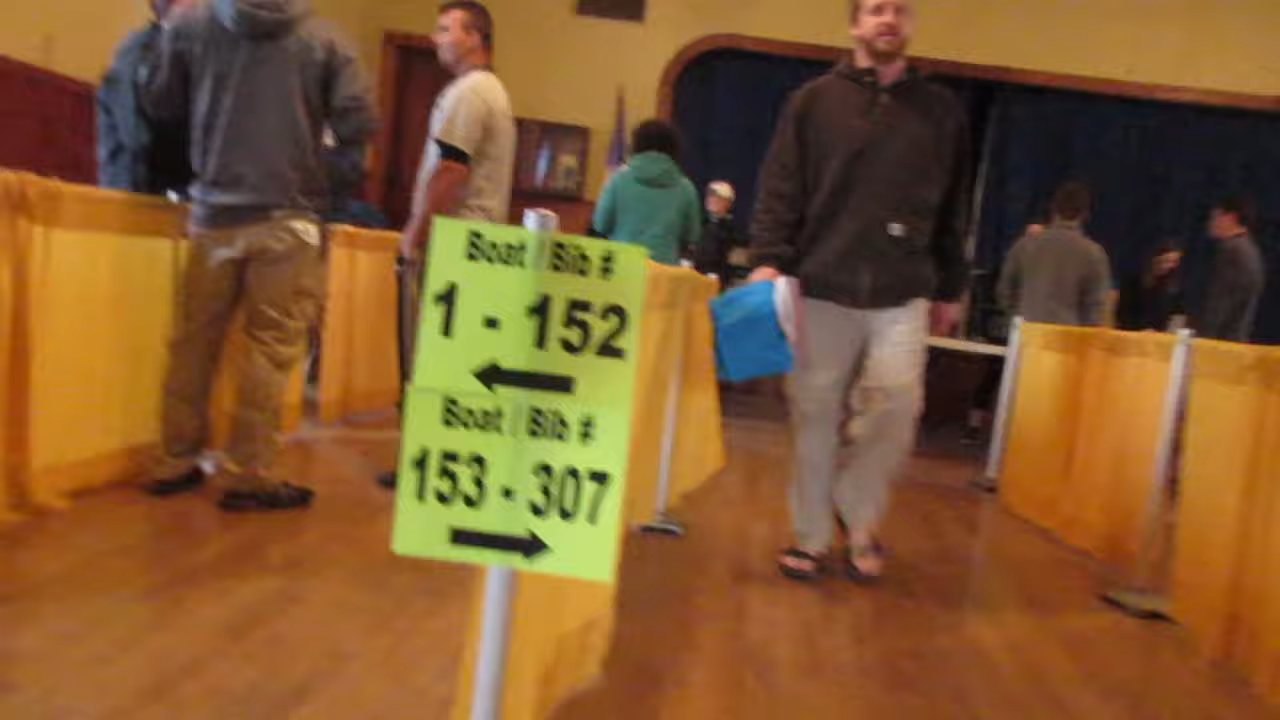 Boat / Bib #
1 - 152
Boat / Bib #
153 - 307